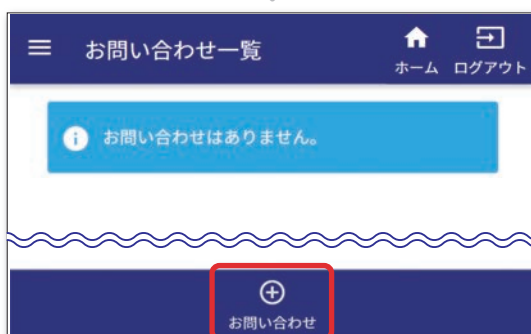 お問い合わせ一覧
ホーム ログアウト
お問い合わせはありません。
お問い合わせ